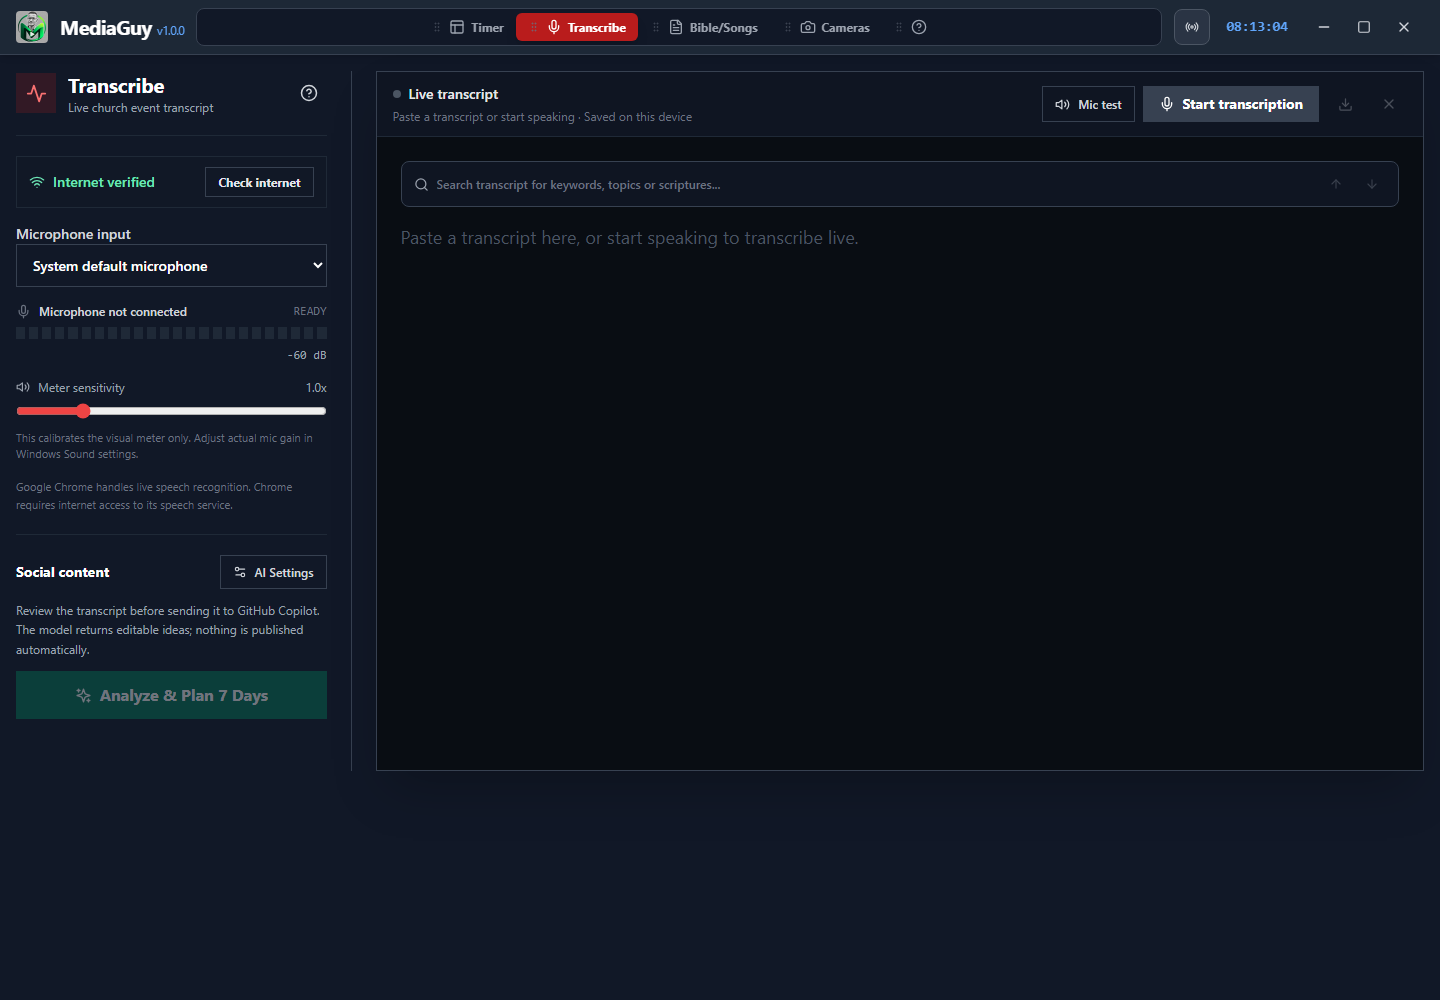 MediaGuy v1.0.0
Timer
Transcribe
Bible/Songs
Cameras
08:13:04
Transcribe
Live church event transcript
Internet verified
Check internet
Microphone input
System default microphone
Microphone not connected
READY
-60 dB
Meter sensitivity
1.0x
This calibrates the visual meter only. Adjust actual mic gain in
Windows Sound settings.
Google Chrome handles live speech recognition. Chrome
requires internet access to its speech service.
Social content
AI Settings
Review the transcript before sending it to GitHub Copilot.
The model returns editable ideas; nothing is published
automatically.
Analyze & Plan 7 Days
Live transcript
Paste a transcript or start speaking · Saved on this device
Mic test
Start transcription
Search transcript for keywords, topics or scriptures...
Paste a transcript here, or start speaking to transcribe live.